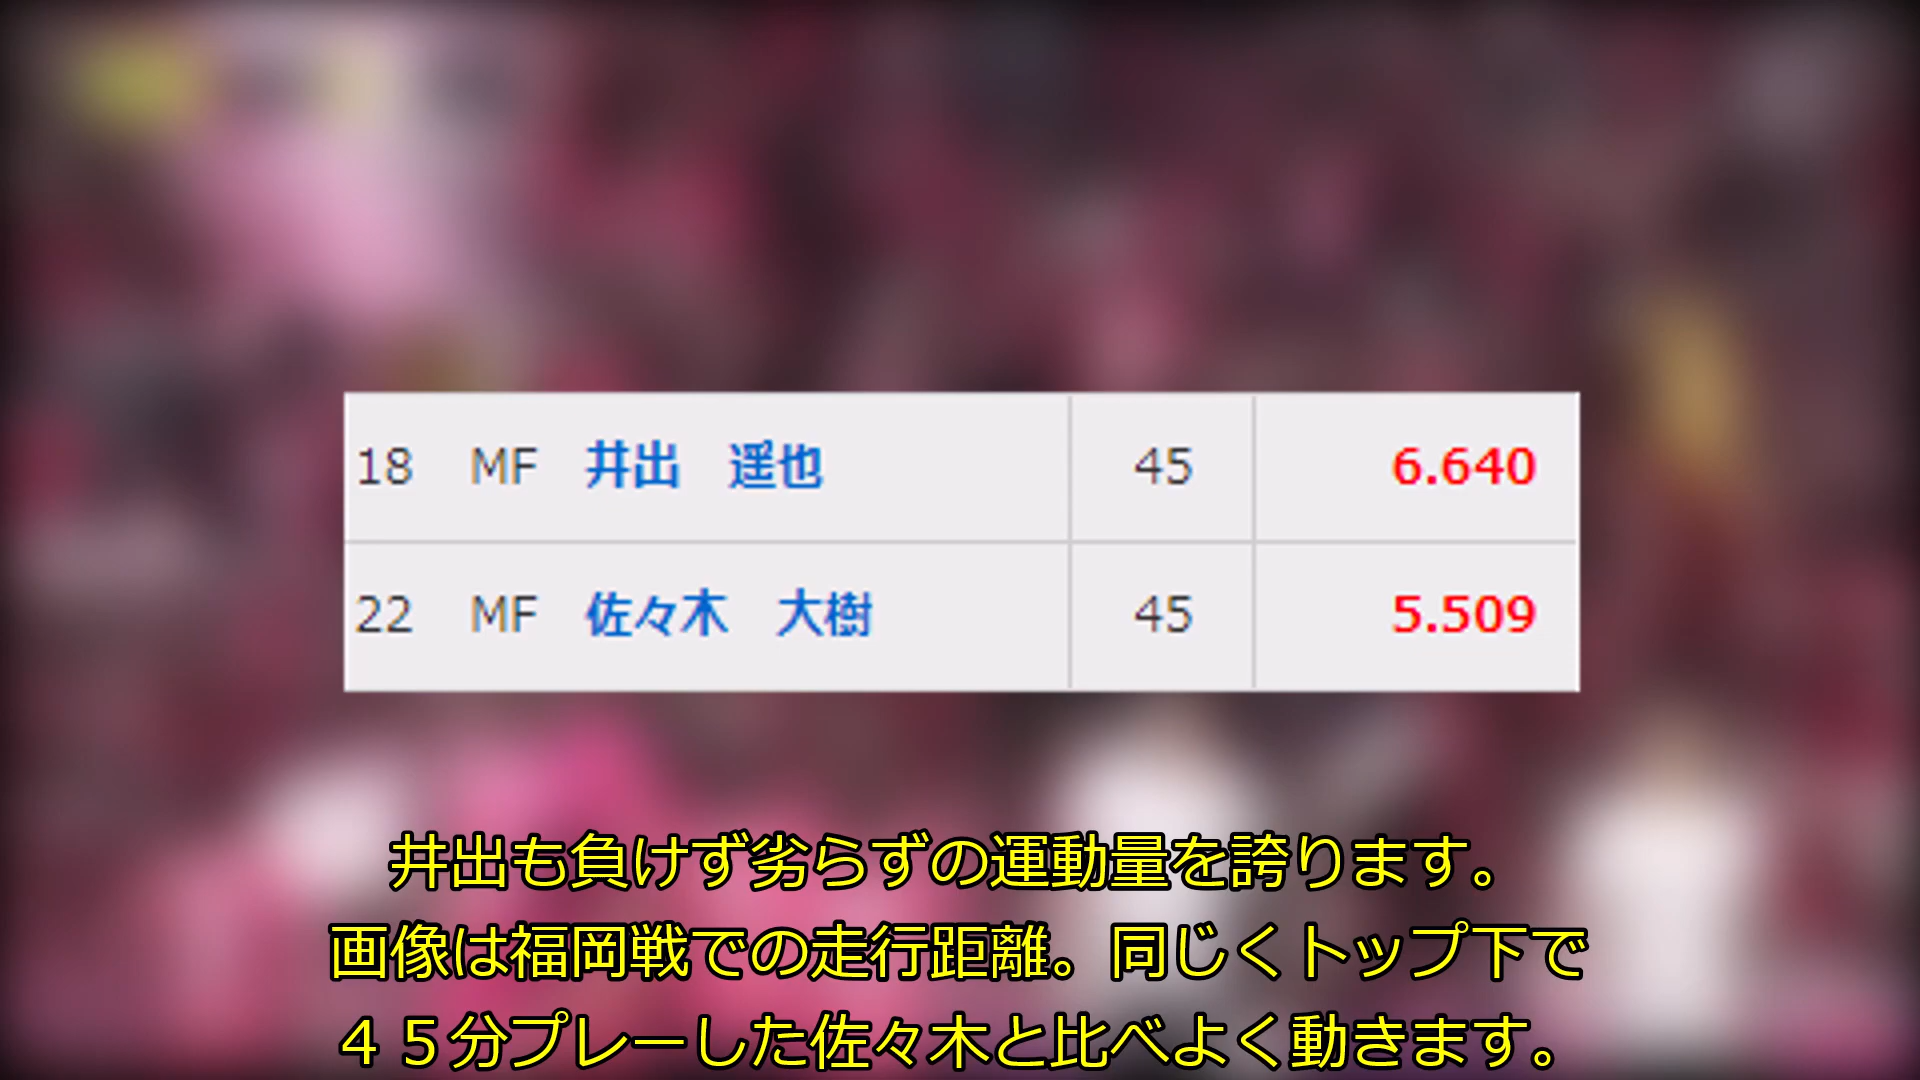 18 MF 井出　遥也 45 6.640
22 MF 佐々木　大樹 45 5.509
井出も負けず劣らずの運動量を誇ります。
画像は福岡戦での走行距離。同じくトップ下で
４５分プレーした佐々木と比べよく動きます。